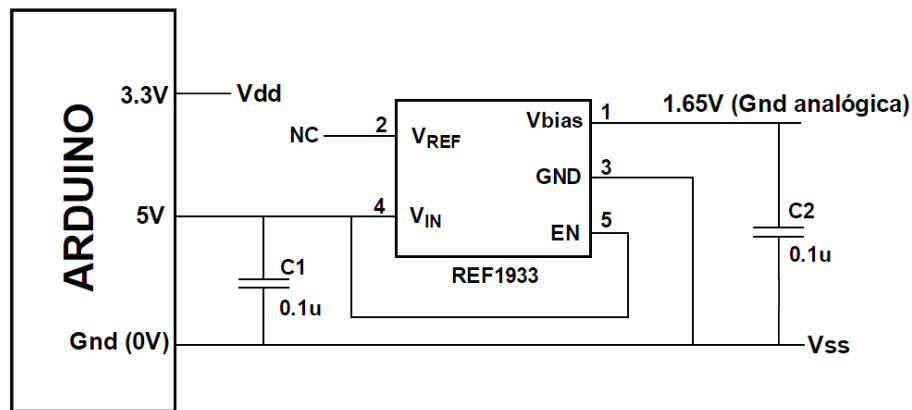 ARDUINO
3.3V
Vdd
5V
Gnd (0V)
C1
0.1u
NC
2
4
VREF
VIN
Vbias
GND
EN
REF1933
1
3
5
1.65V (Gnd analógica)
C2
0.1u
Vss